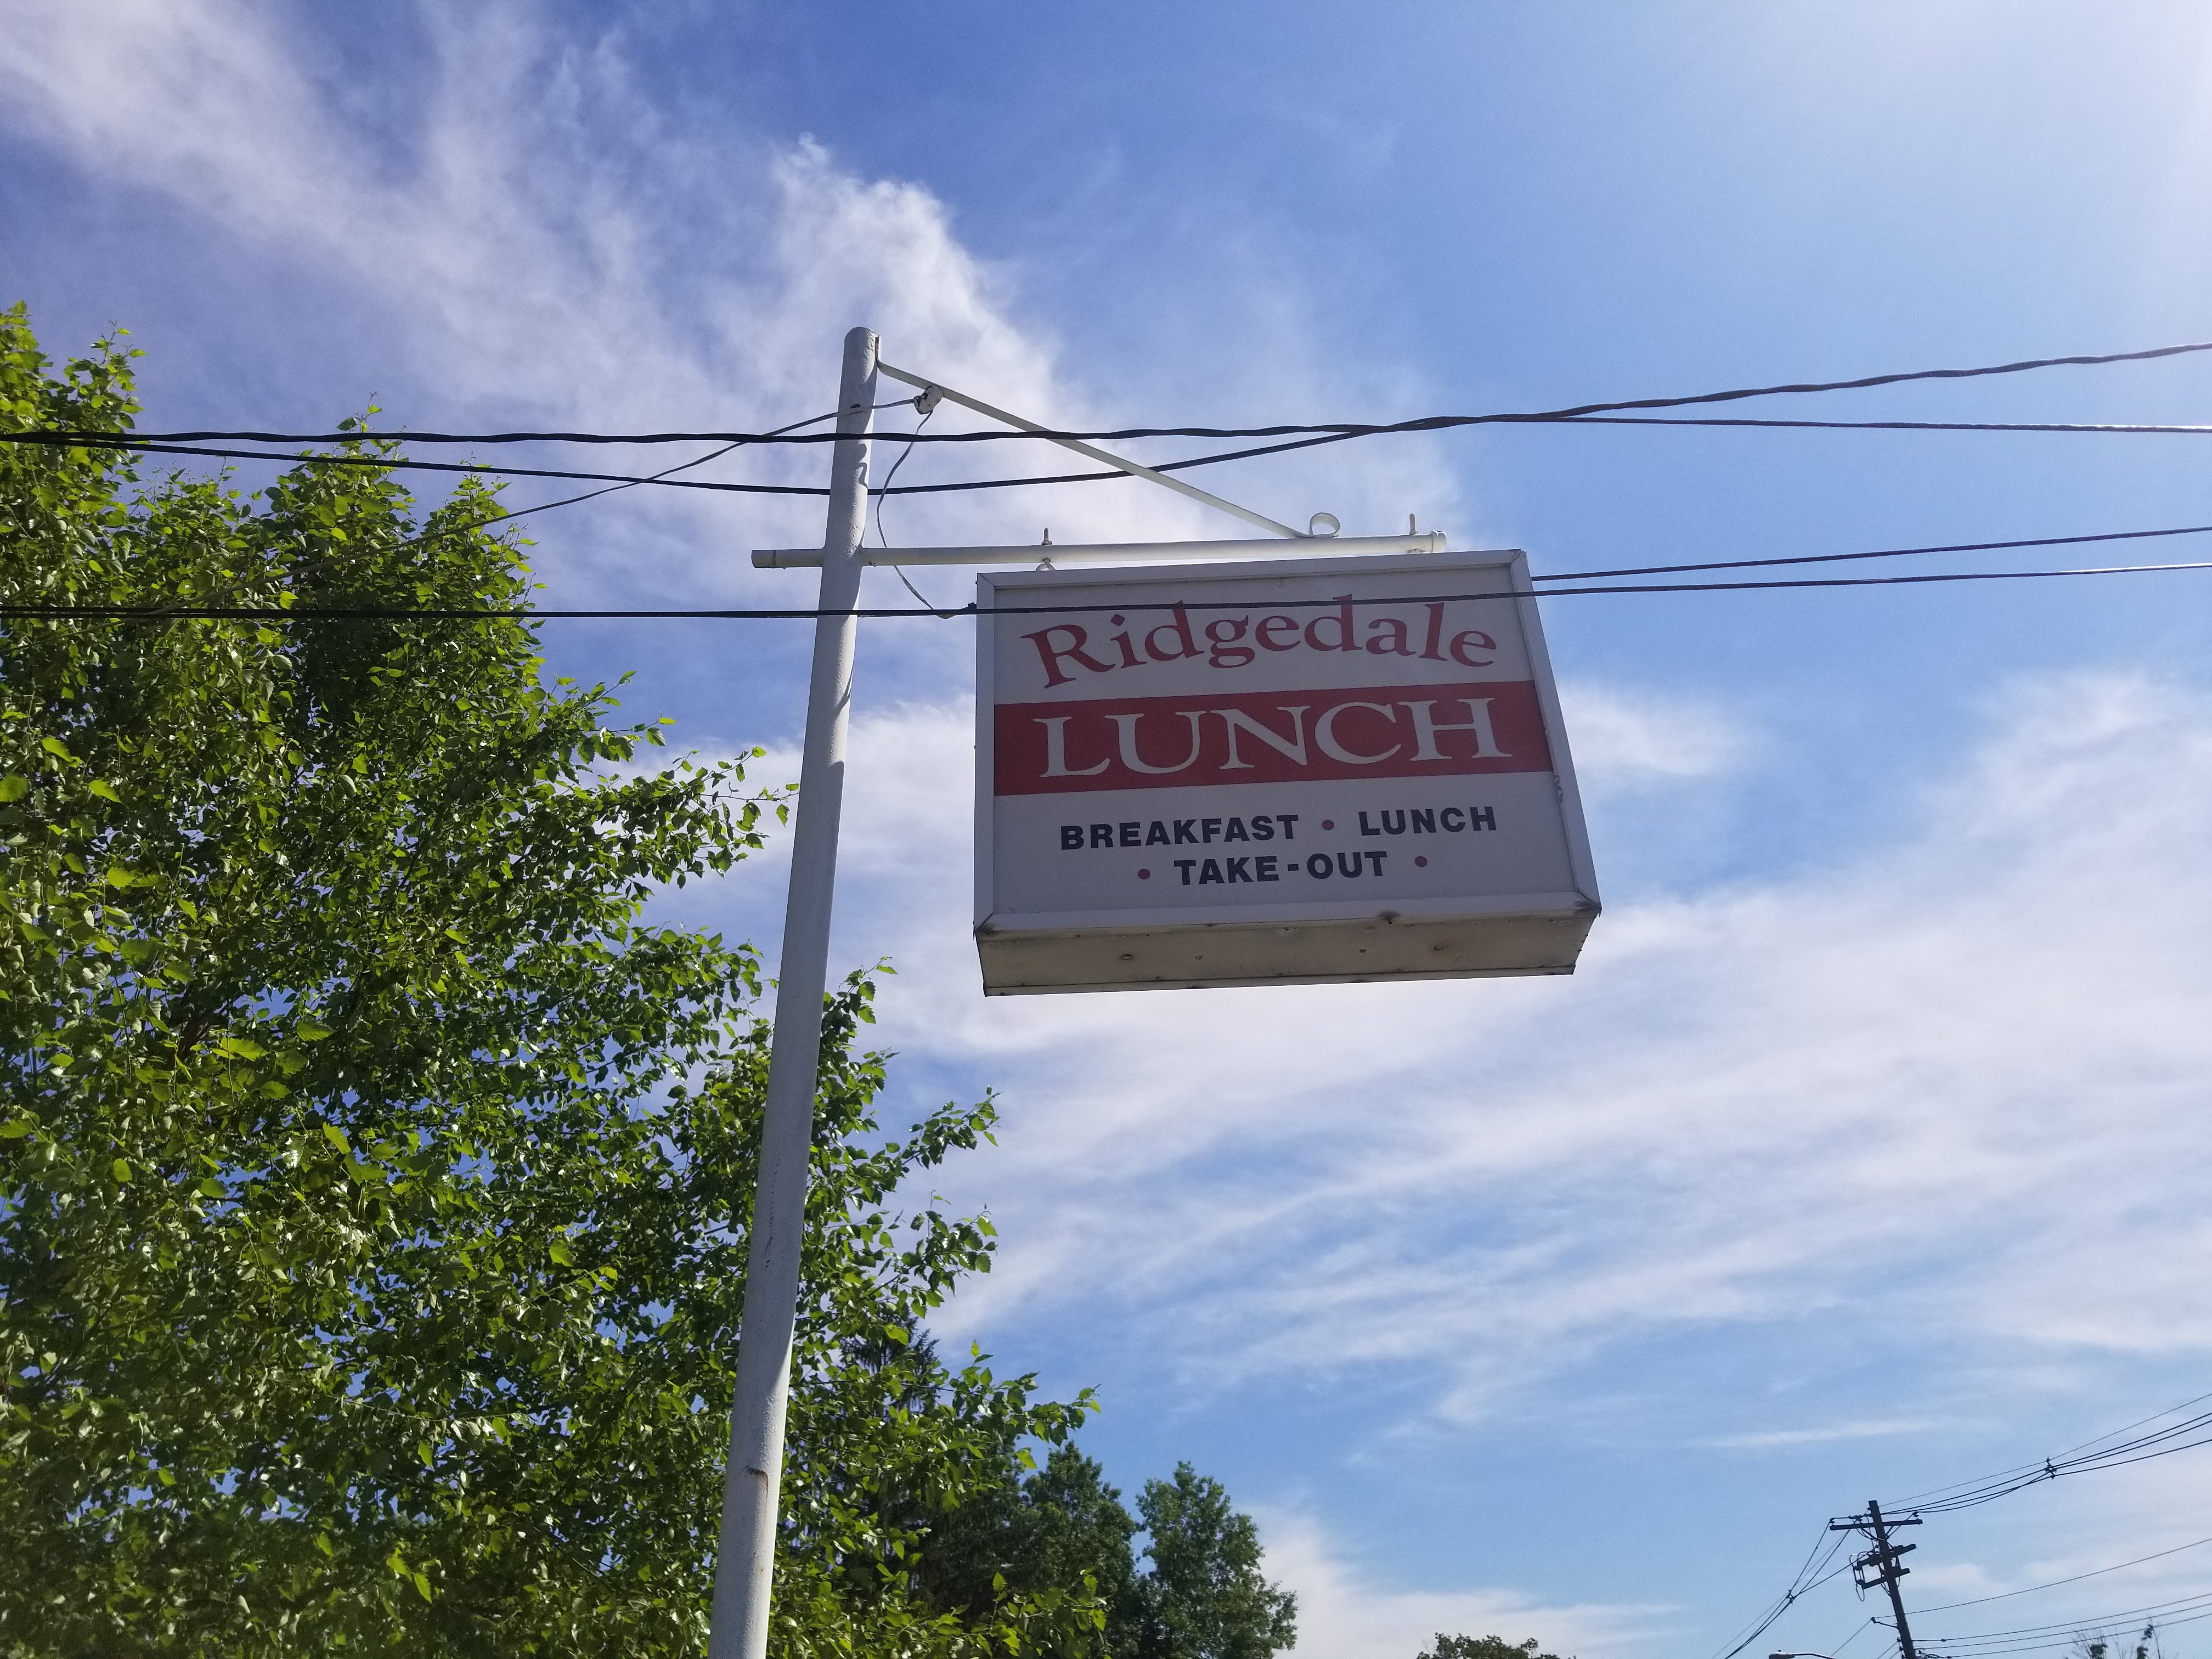 Ridgedale
LUNCH
BREAKFAST • LUNCH
• TAKE-OUT •